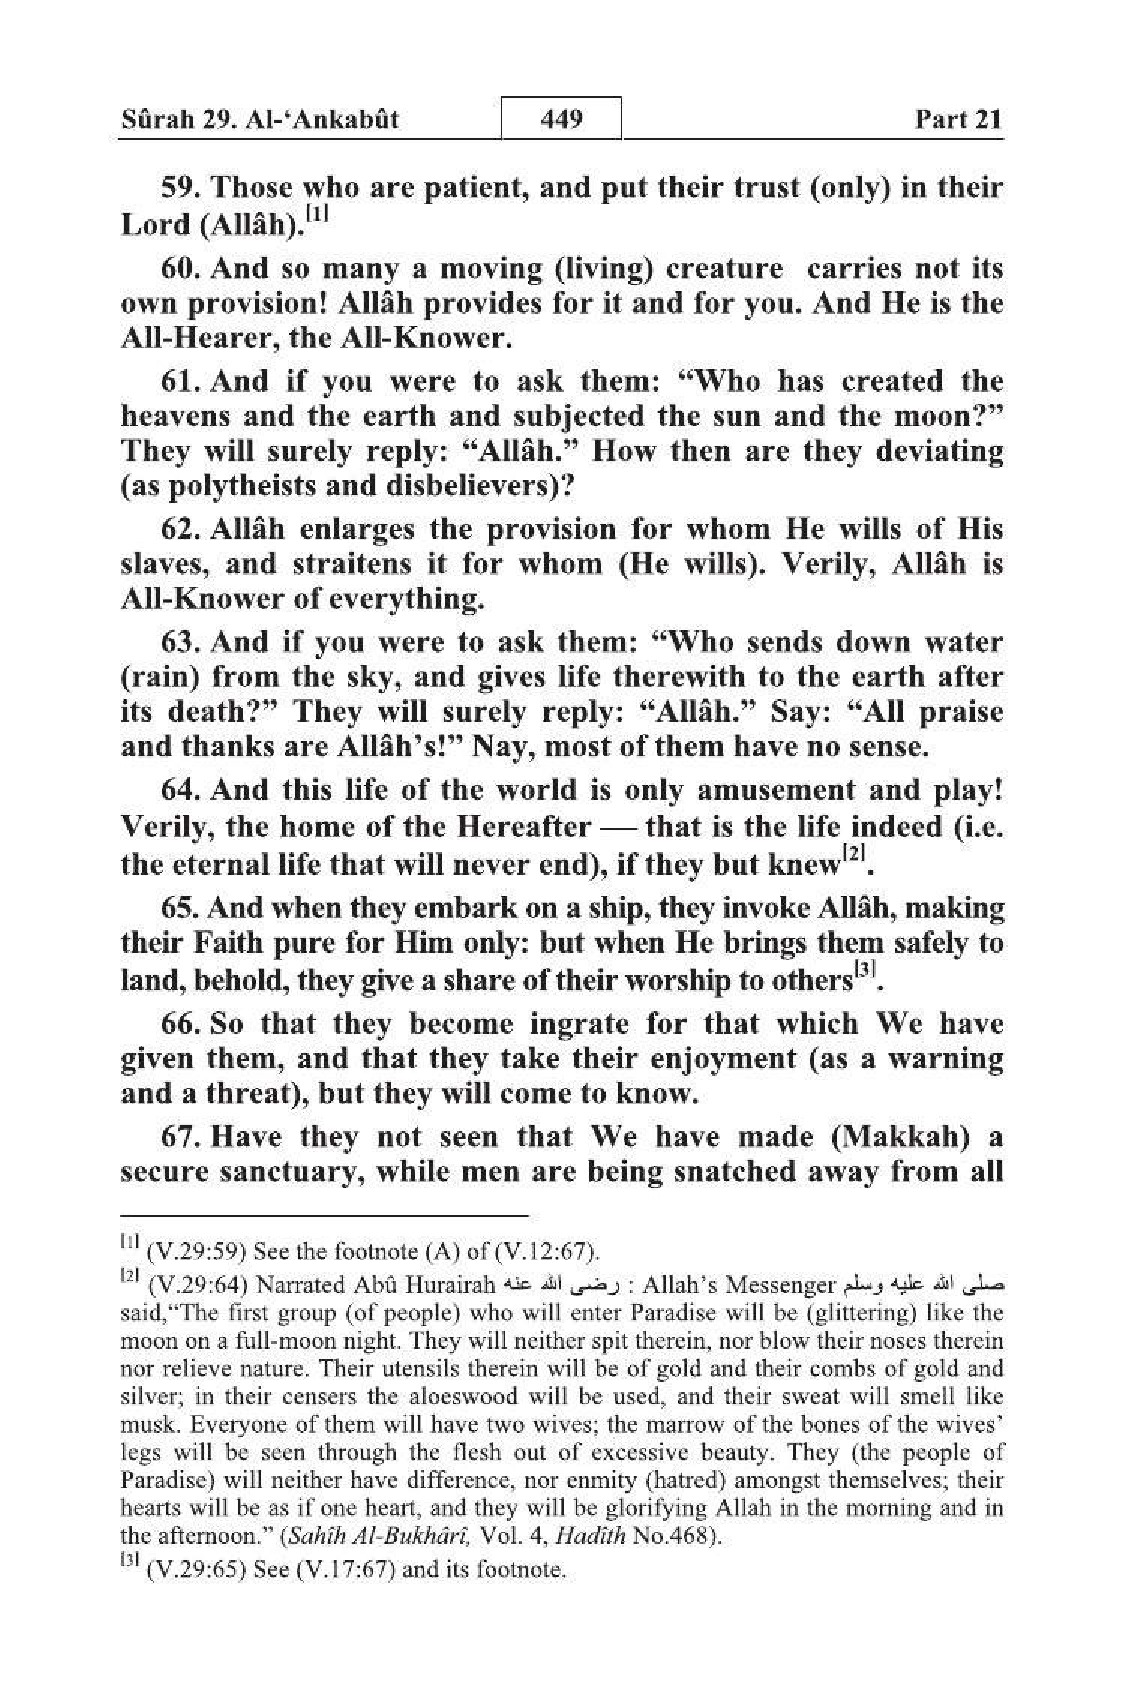 Sûrah 29. Al-‘Ankabût 449 Part 21
59. Those who are patient, and put their trust (only) in their
Lord (Allâh).[1]
60. And so many a moving (living) creature carries not its
own provision! Allâh provides for it and for you. And He is the
All-Hearer, the All-Knower.
61. And if you were to ask them: “Who has created the
heavens and the earth and subjected the sun and the moon?”
They will surely reply: “Allâh.” How then are they deviating
(as polytheists and disbelievers)?
62. Allâh enlarges the provision for whom He wills of His
slaves, and straitens it for whom (He wills). Verily, Allâh is
All-Knower of everything.
63. And if you were to ask them: “Who sends down water
(rain) from the sky, and gives life therewith to the earth after
its death?” They will surely reply: “Allâh.” Say: “All praise
and thanks are Allâh’s!” Nay, most of them have no sense.
64. And this life of the world is only amusement and play!
Verily, the home of the Hereafter — that is the life indeed (i.e.
the eternal life that will never end), if they but knew[2].
65. And when they embark on a ship, they invoke Allâh, making
their Faith pure for Him only: but when He brings them safely to
land, behold, they give a share of their worship to others[3].
66. So that they become ingrate for that which We have
given them, and that they take their enjoyment (as a warning
and a threat), but they will come to know.
67. Have they not seen that We have made (Makkah) a
secure sanctuary, while men are being snatched away from all
[1] (V.29:59) See the footnote (A) of (V.12:67).
[2] (V.29:64) Narrated Abû Hurairah رضى الله عنه : Allah’s Messenger صلى الله عليه وسلم
said,“The first group (of people) who will enter Paradise will be (glittering) like the
moon on a full-moon night. They will neither spit therein, nor blow their noses therein
nor relieve nature. Their utensils therein will be of gold and their combs of gold and
silver; in their censers the aloeswood will be used, and their sweat will smell like
musk. Everyone of them will have two wives; the marrow of the bones of the wives’
legs will be seen through the flesh out of excessive beauty. They (the people of
Paradise) will neither have difference, nor enmity (hatred) amongst themselves; their
hearts will be as if one heart, and they will be glorifying Allah in the morning and in
the afternoon.” (Sahîh Al-Bukhârî, Vol. 4, Hadîth No.468).
[3] (V.29:65) See (V.17:67) and its footnote.